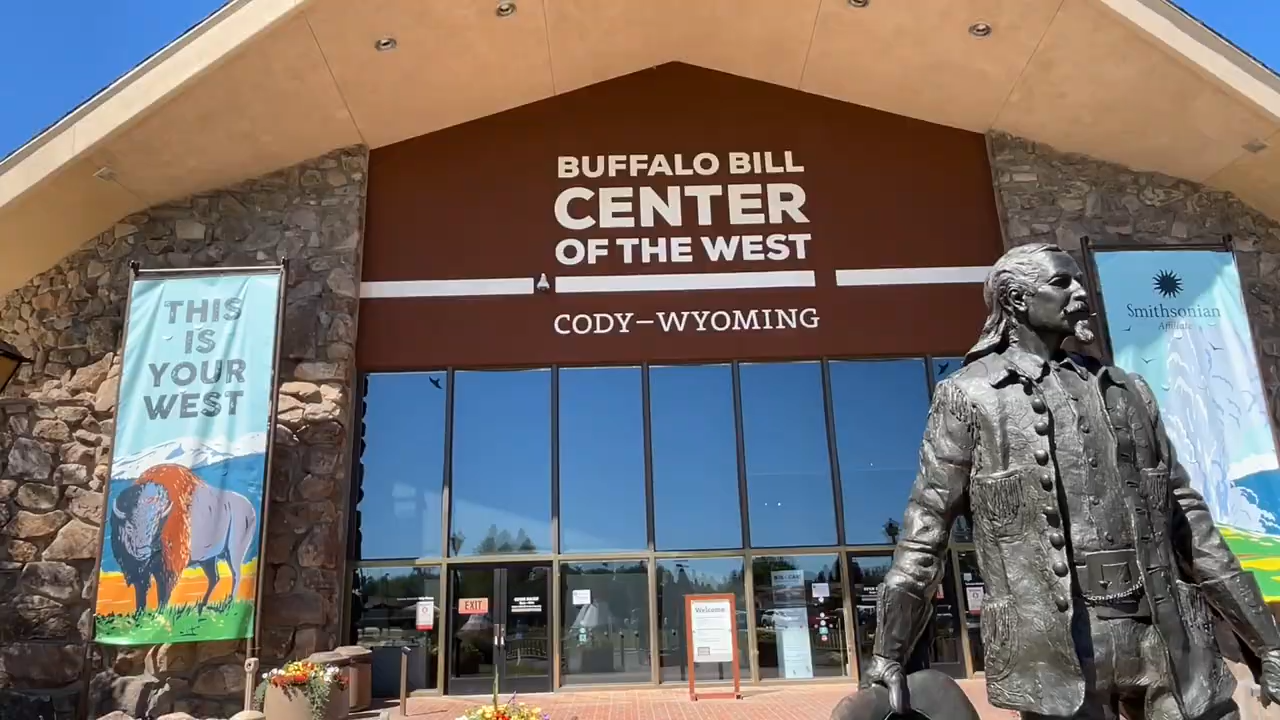 BUFFALO BILL
CENTER
OF THE WEST
CODY–WYOMING
THIS
IS
YOUR
WEST
Smithsonian
Affiliate
EXIT
Welcome